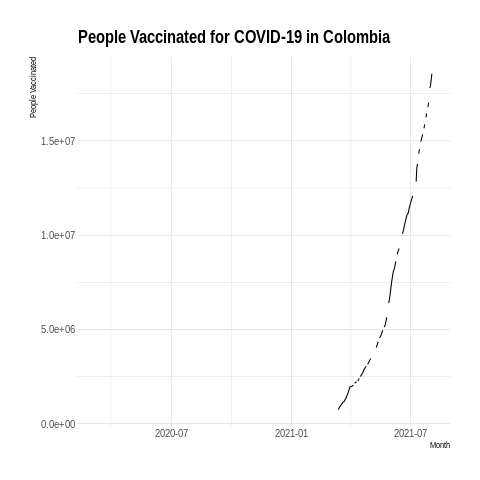 People Vaccinated for COVID-19 in Colombia
People Vaccinated
1.5e+07
1.0e+07
5.0e+06
0.0e+00
2020-07
2021-01
2021-07
Month